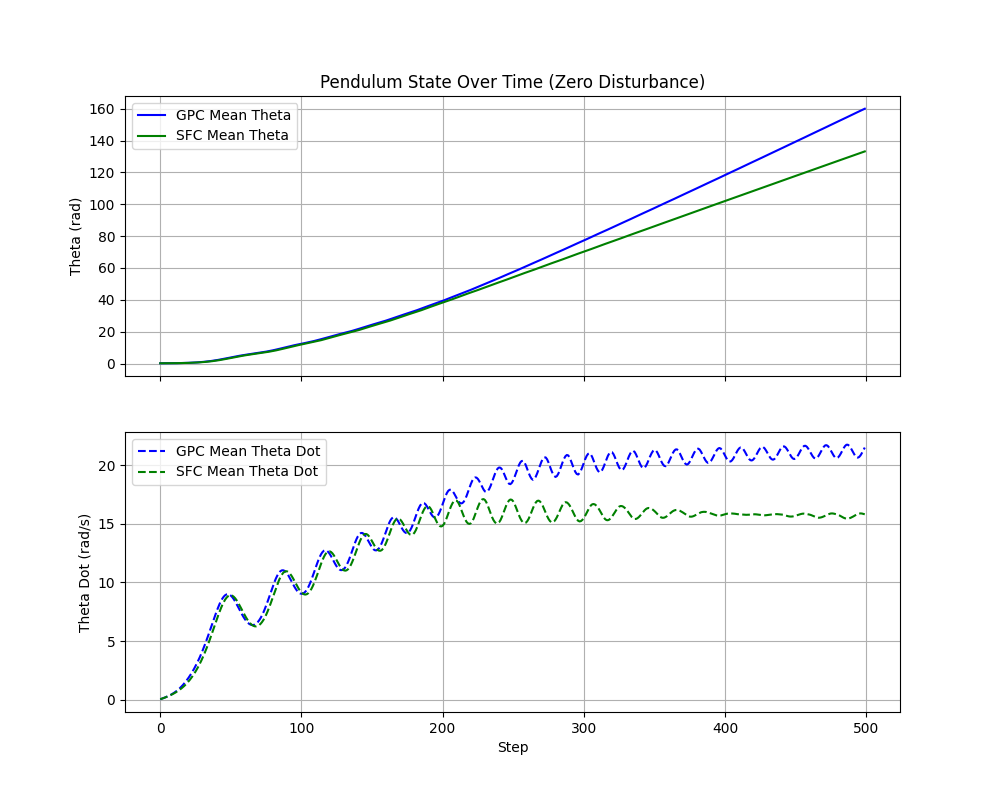 Pendulum State Over Time (Zero Disturbance)
GPC Mean Theta
SFC Mean Theta
Theta (rad)
160
140
120
100
80
60
40
20
0
GPC Mean Theta Dot
SFC Mean Theta Dot
Theta Dot (rad/s)
20
15
10
5
0
0 100 200 300 400 500
Step